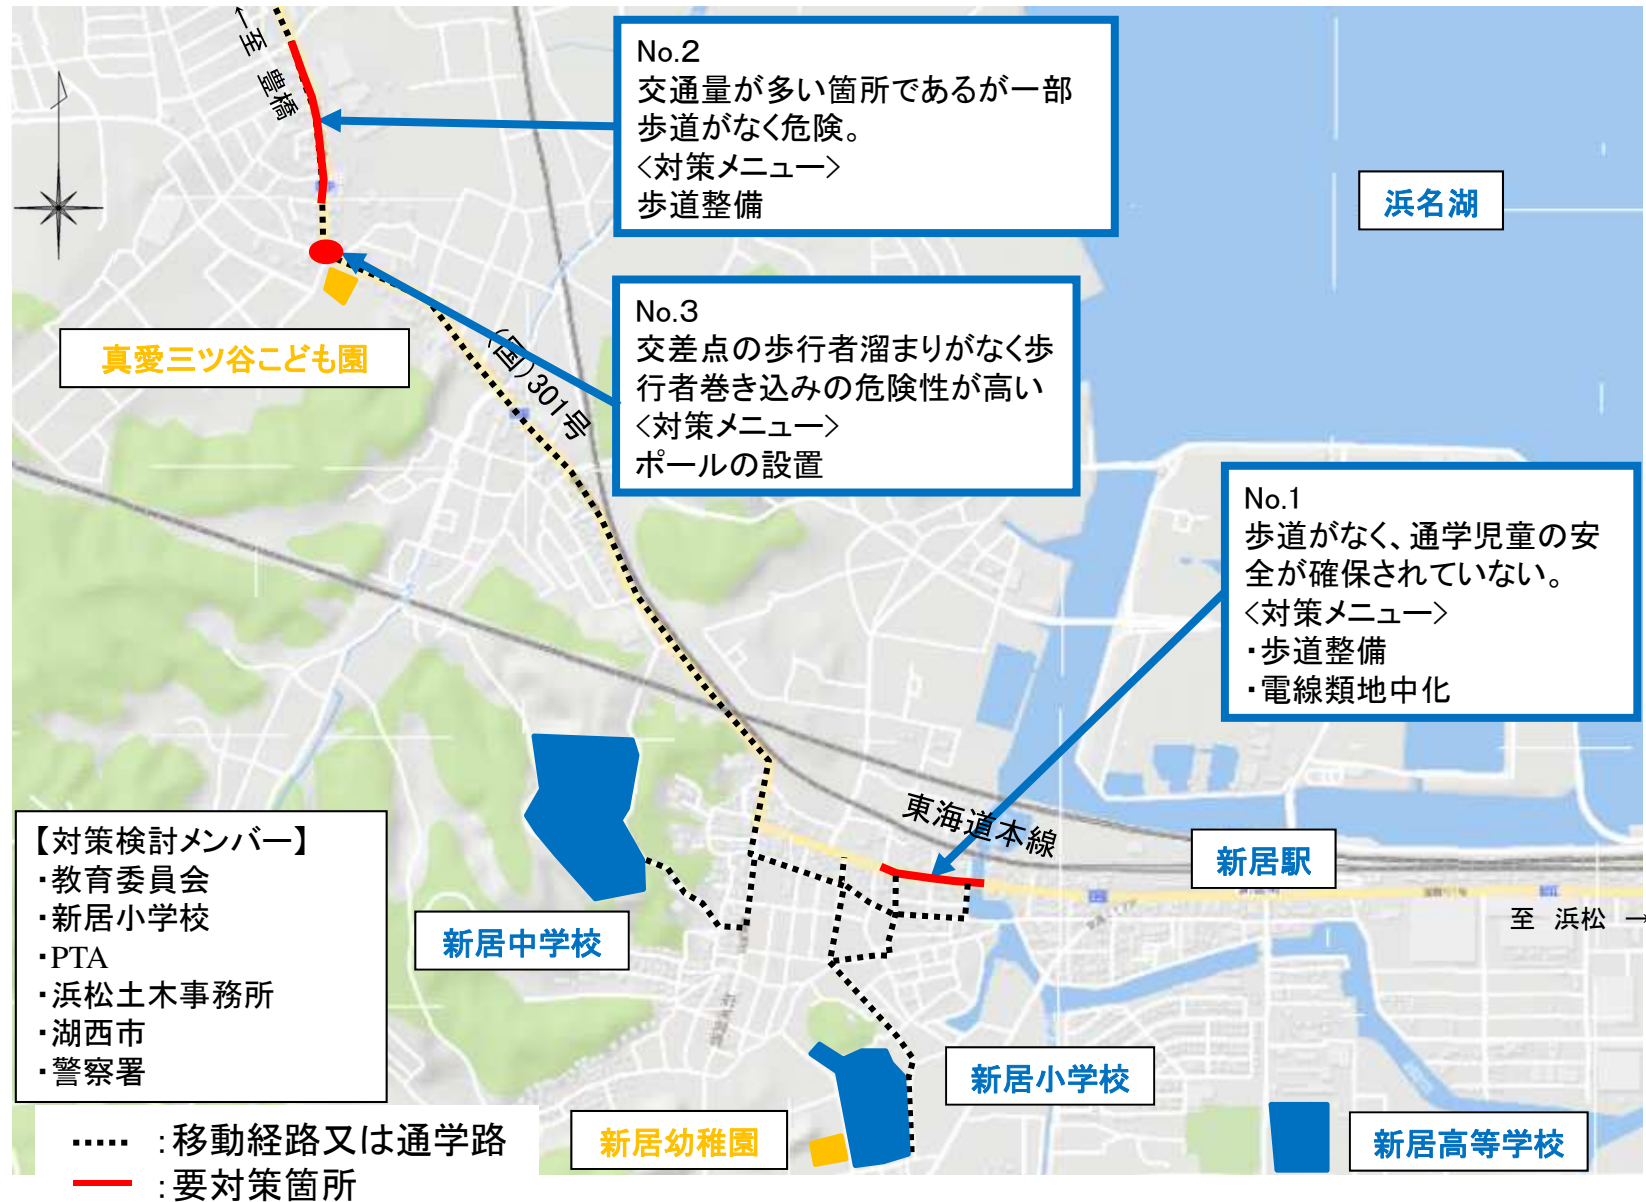 ←至 豊橋
No.2
交通量が多い箇所であるが一部
歩道がなく危険。
<対策メニュー>
歩道整備
浜名湖
No.3
交差点の歩行者溜まりがなく歩
行者巻き込みの危険性が高い
<対策メニュー>
ポールの設置
真愛三ツ谷こども園
(国)301号
No.1
歩道がなく、通学児童の安
全が確保されていない。
<対策メニュー>
・歩道整備
・電線類地中化
東海道本線
新居駅
至 浜松 →
【対策検討メンバー】
・教育委員会
・新居小学校
・PTA
・浜松土木事務所
・湖西市
・警察署
新居中学校
新居小学校
新居幼稚園
新居高等学校
:移動経路又は通学路
:要対策箇所